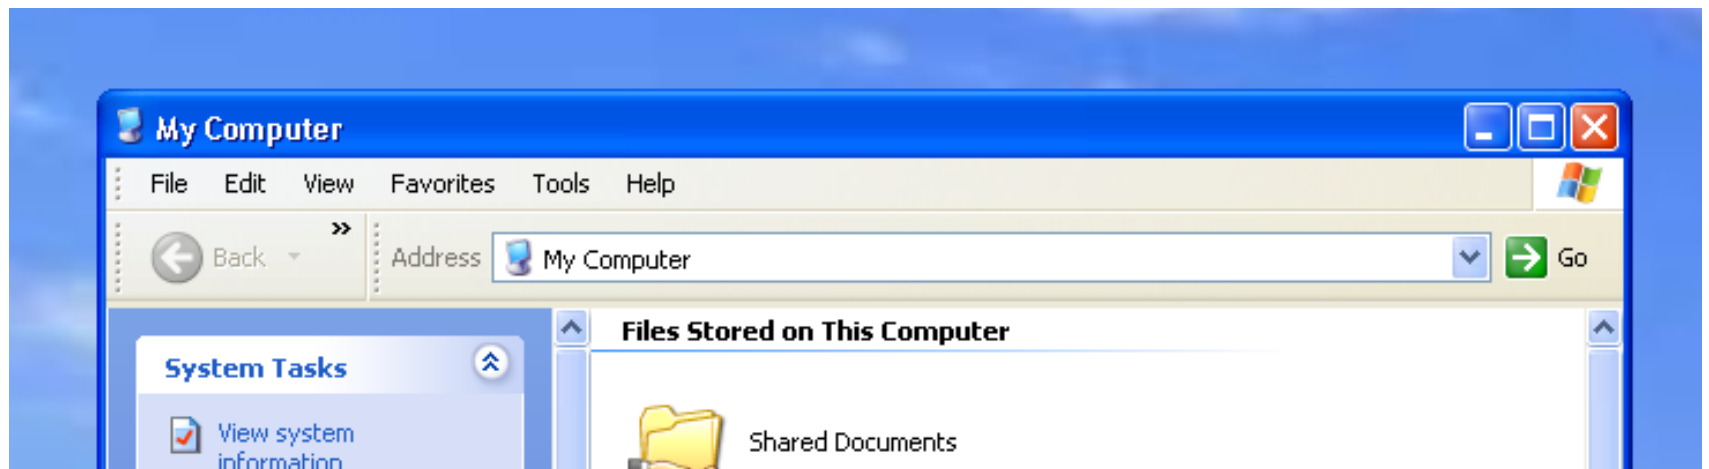 My Computer
File Edit View Favorites Tools Help
Back » Address My Computer Go
Files Stored on This Computer
System Tasks
View system
information
Shared Documents